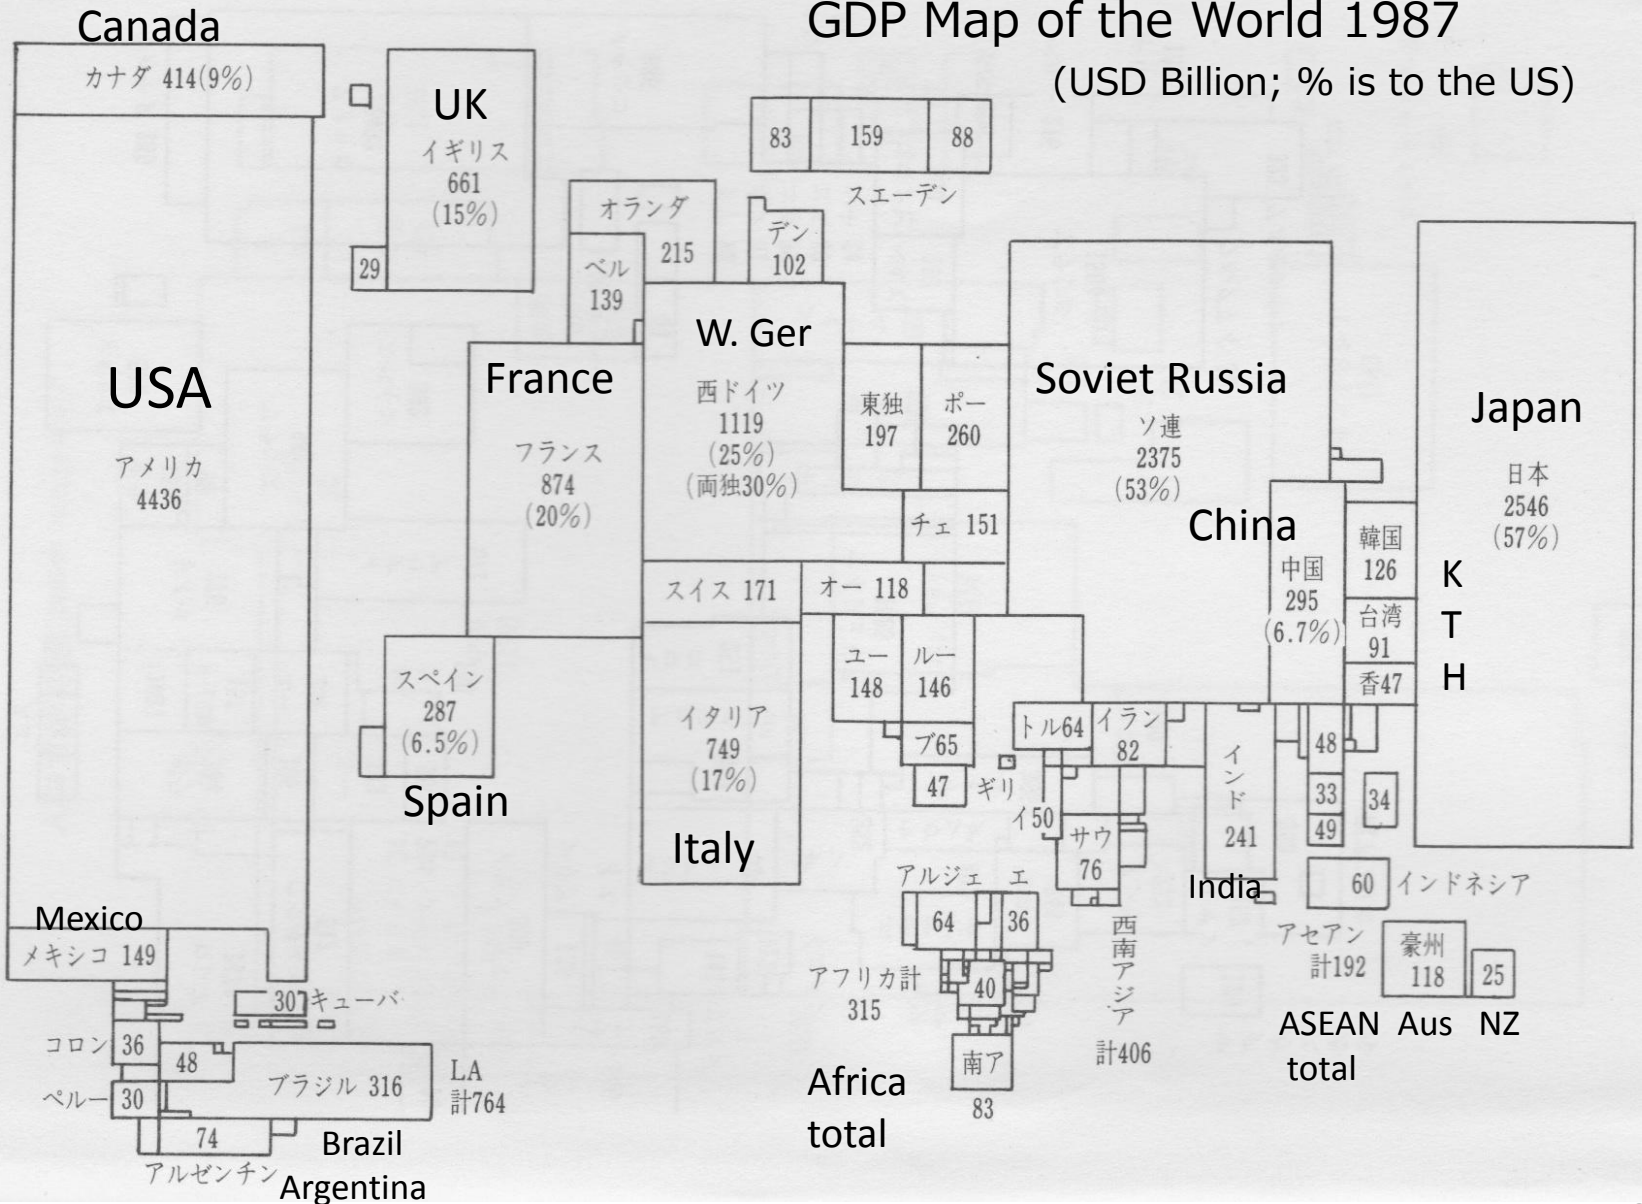 GDP Map of the World 1987
(USD Billion; % is to the US)
Canada
カナダ 414(9%)
UK
イギリス
661
(15%)
29
83
159
88
スエーデン
オランダ
215
ベル
139
デン
102
USA
アメリカ
4436
France
フランス
874
(20%)
W. Ger
西ドイツ
1119
(25%)
(両独30%)
東独
197
ポー
260
Soviet Russia
ソ連
2375
(53%)
Japan
日本
2546
(57%)
チェ 151
China
中国
295
(6.7%)
韓国
126
台湾
91
香47
K
T
H
スイス 171
オー 118
スペイン
287
(6.5%)
Spain
イタリア
749
(17%)
Italy
ユー
148
ルー
146
ブ65
47
ギリ
トル64
イラン
82
イ50
サウ
76
インド
241
India
48
33
49
34
60
インドネシア
アセアン
計192
ASEAN
total
豪州
118
Aus
25
NZ
西南アジア
計406
アルジェ
エ
64
36
アフリカ計
315
40
南ア
83
Africa
total
Mexico
メキシコ 149
30
キューバ
コロン
36
48
ペルー
30
ブラジル 316
LA
計764
74
Brazil
アルゼンチン
Argentina